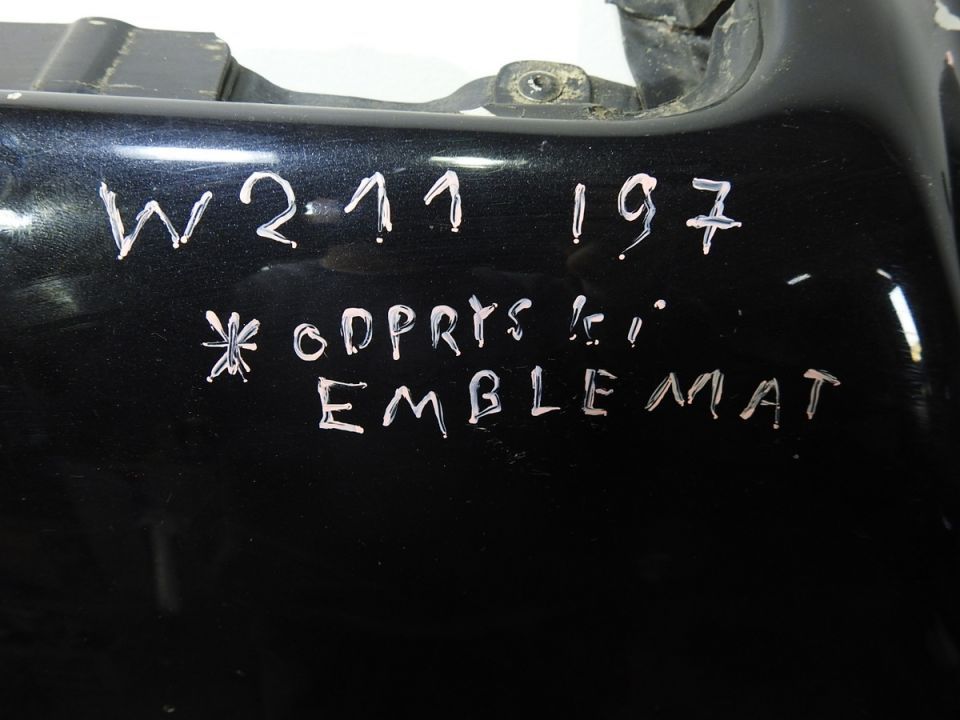 W211 197
* ODPRYSKi
EMBLEMAT